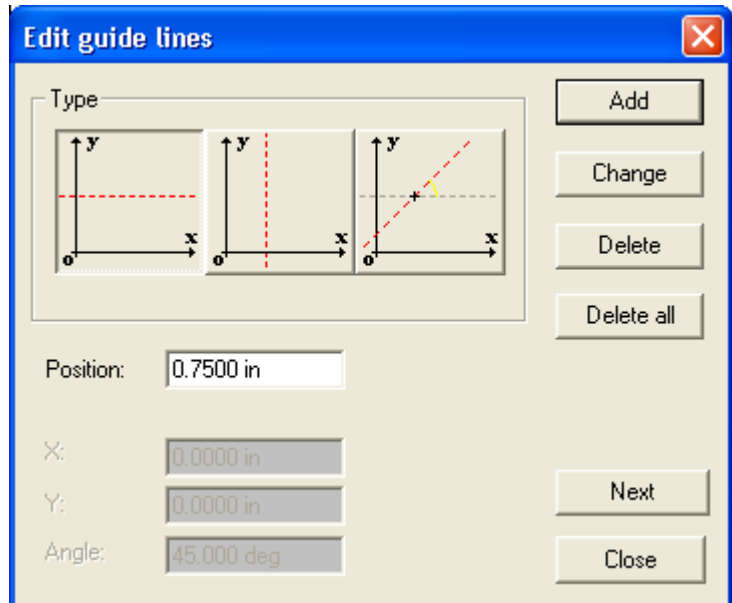 Edit guide lines
Type
y
x
o
y
x
o
y
x
o
Add
Change
Delete
Delete all
Position: 0.7500 in
X: 0.0000 in
Y: 0.0000 in
Angle: 45.000 deg
Next
Close